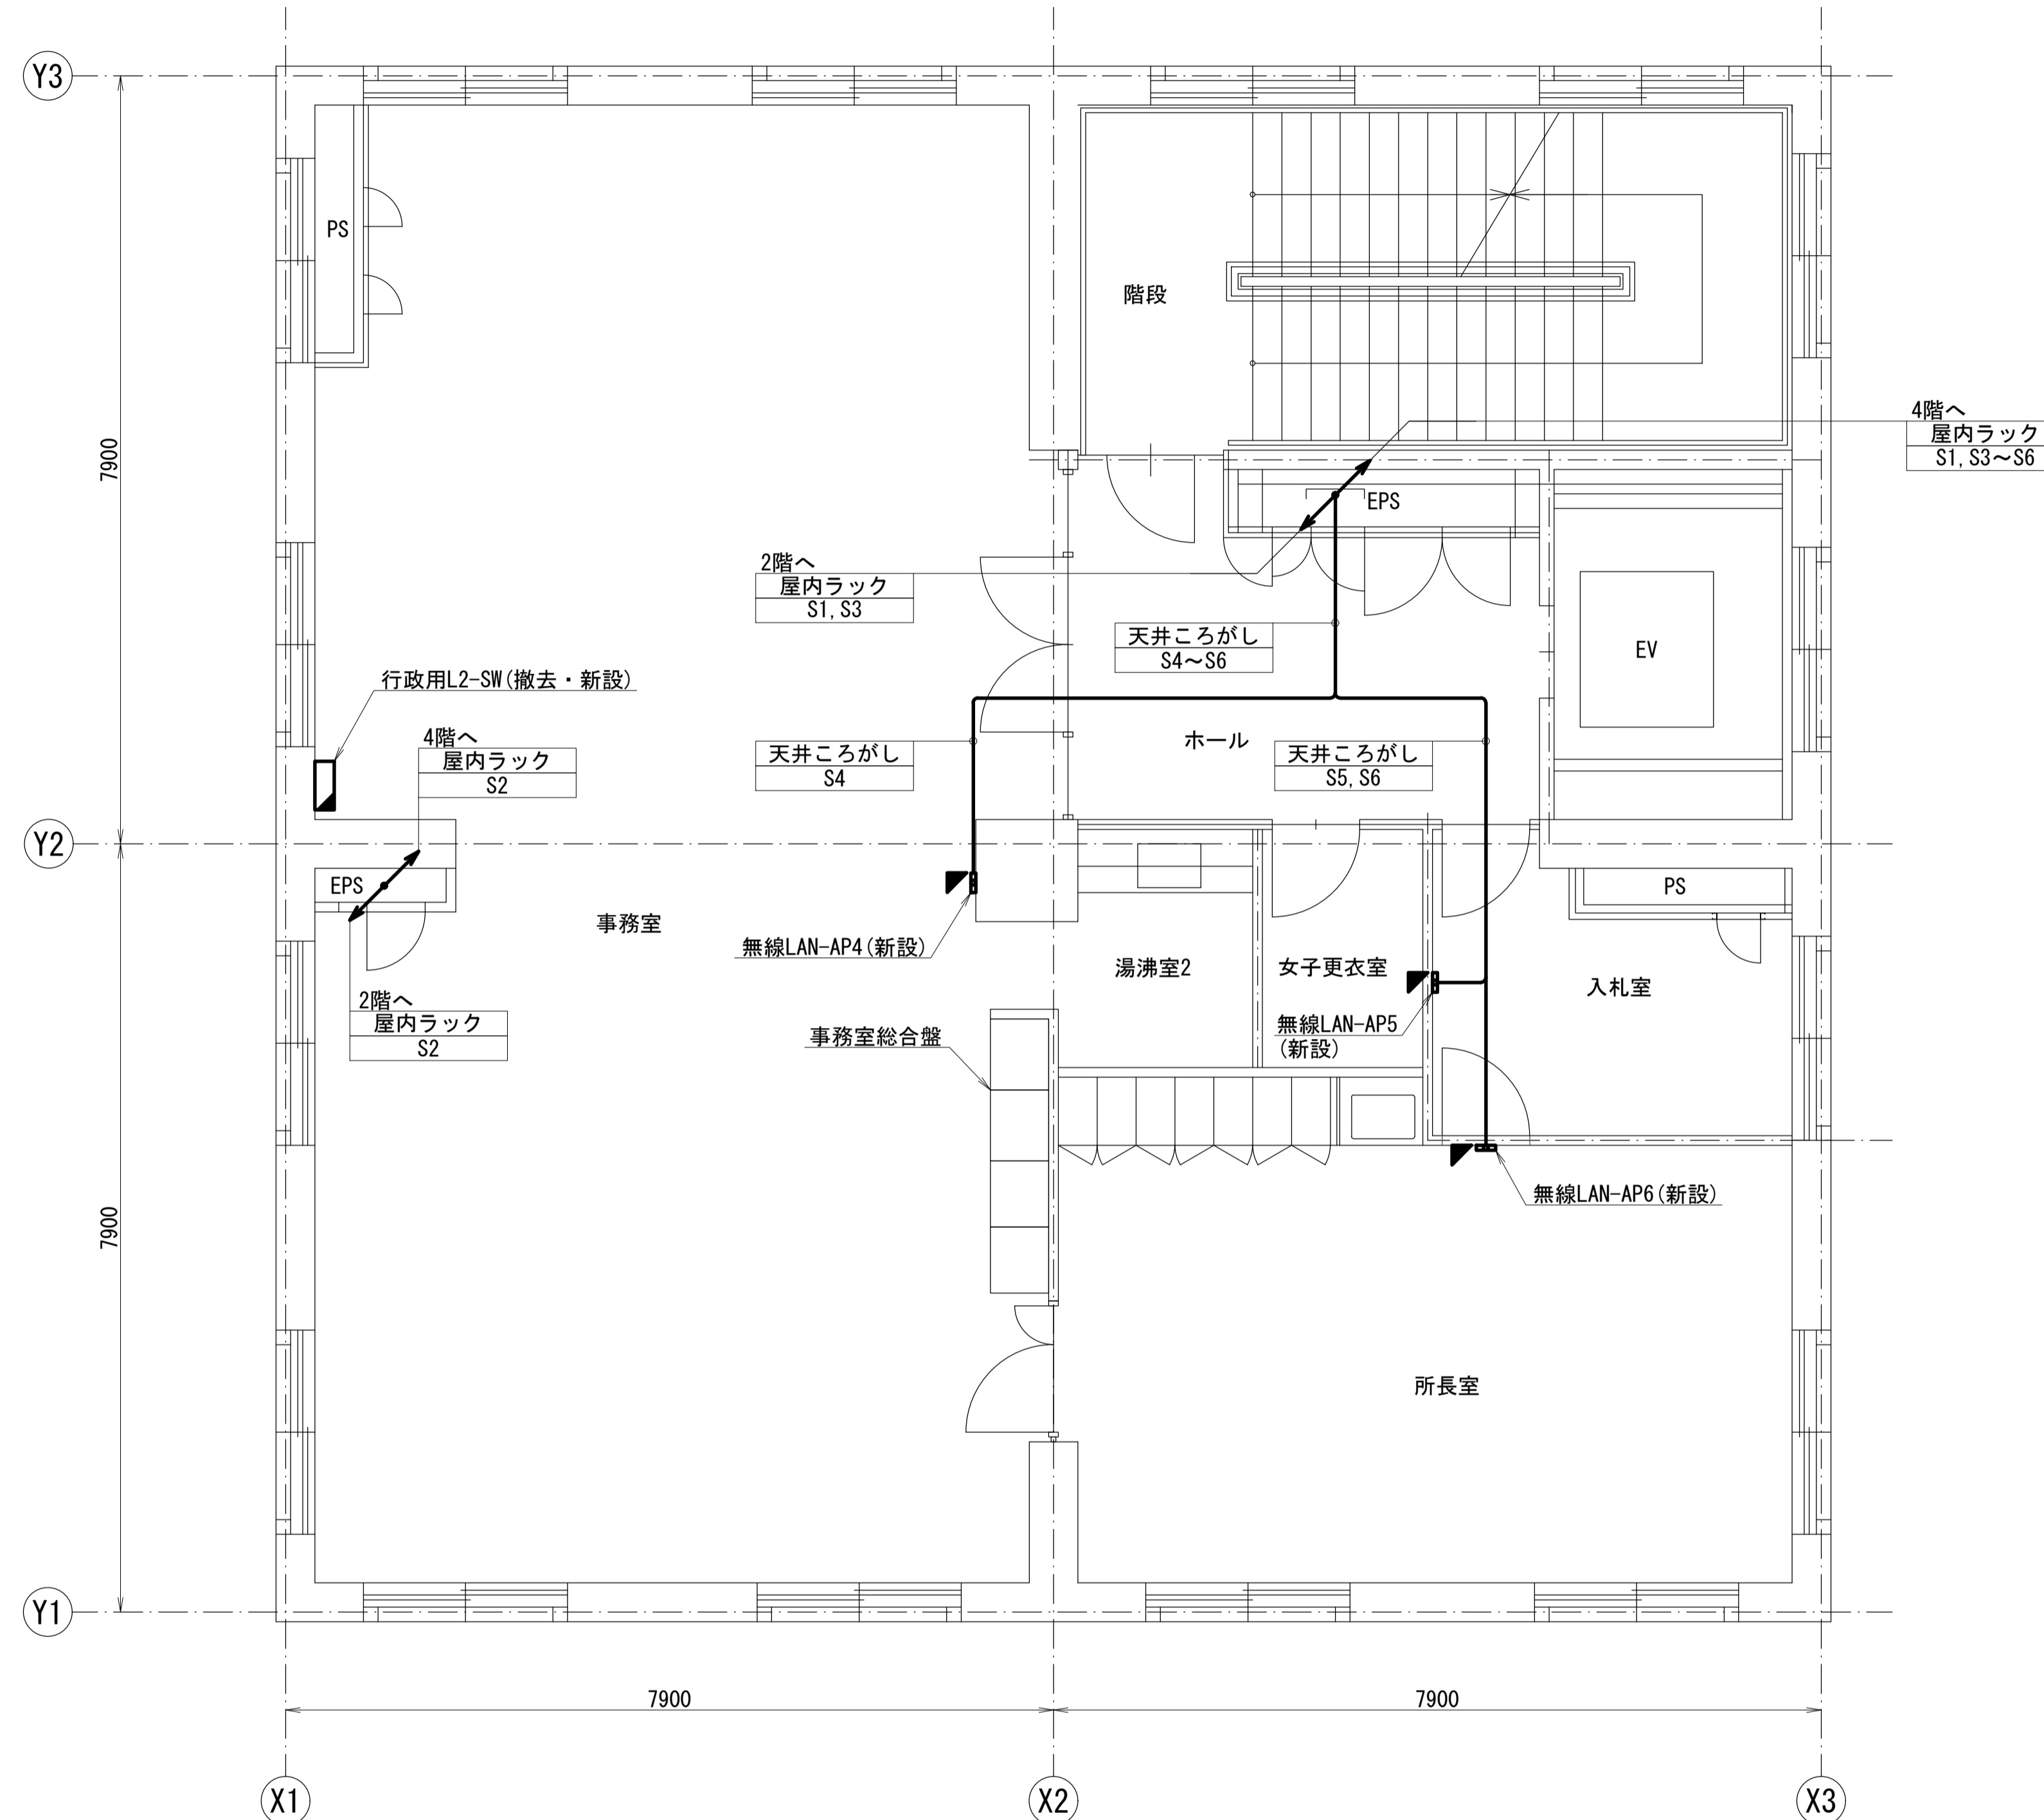 Y3
PS
階段
7900
4階へ
屋内ラック
S1,S3～S6
EPS
2階へ
屋内ラック
S1,S3
天井ころがし
S4～S6
EV
行政用L2-SW(撤去・新設)
4階へ
屋内ラック
S2
天井ころがし
S4
ホール
天井ころがし
S5,S6
Y2
EPS
PS
事務室
無線LAN-AP4(新設)
湯沸室2
女子更衣室
入札室
2階へ
屋内ラック
S2
事務室総合盤
無線LAN-AP5
(新設)
7900
無線LAN-AP6(新設)
所長室
Y1
7900
7900
X1
X2
X3